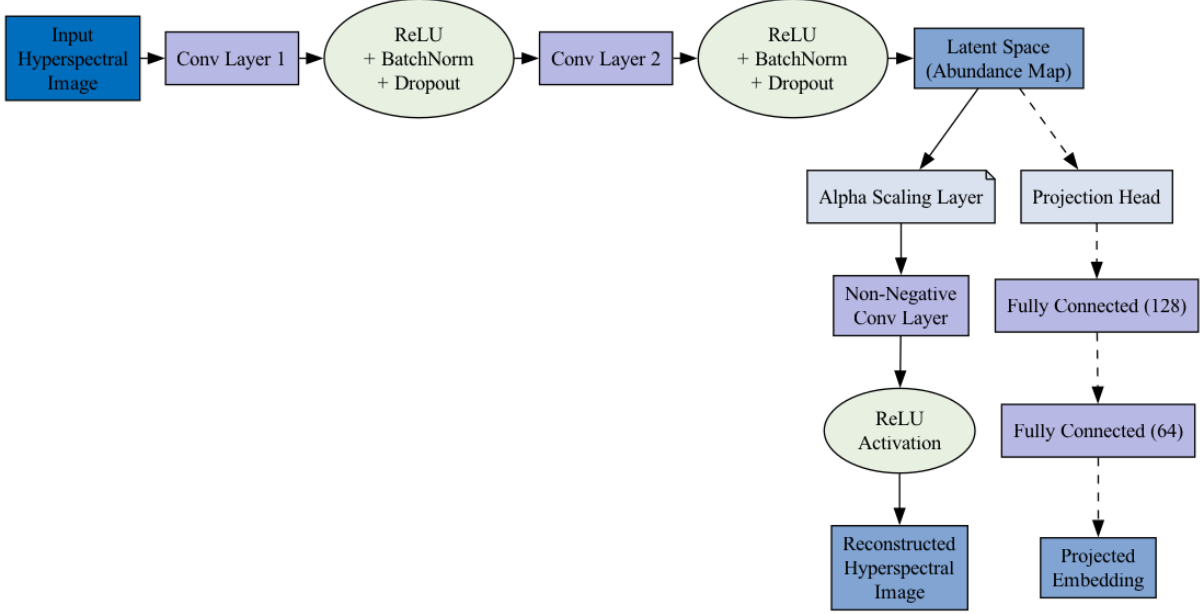 Input
Hyperspectral
Image
Conv Layer 1
ReLU
+ BatchNorm
+ Dropout
Conv Layer 2
ReLU
+ BatchNorm
+ Dropout
Latent Space
(Abundance Map)
Alpha Scaling Layer
Projection Head
Non-Negative
Conv Layer
Fully Connected (128)
ReLU
Activation
Fully Connected (64)
Reconstructed
Hyperspectral
Image
Projected
Embedding